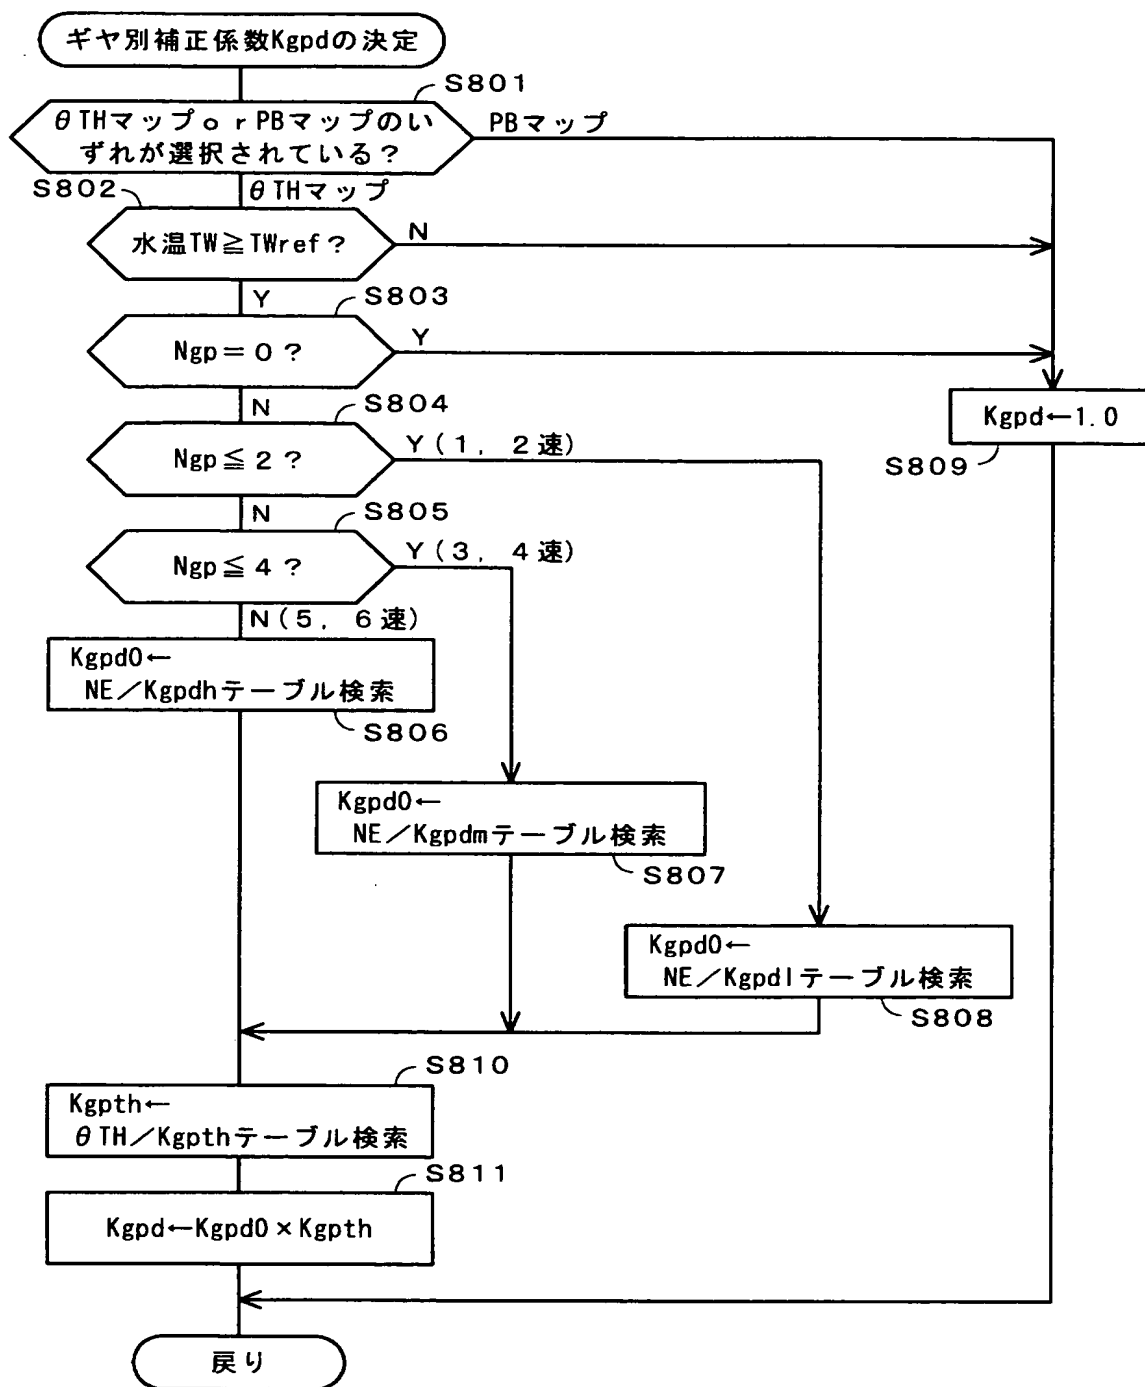 ギヤ別補正係数Kgpdの決定
S801
θTHマップorPBマップのい
ずれが選択されている?
PBマップ
S802
θTHマップ
水温TW≧TWref?
N
Y
S803
Ngp=0?
Y
N
S804
Ngp≦2?
Y(1, 2速)
Kgpd←1.0
S809
N
S805
Ngp≦4?
Y(3, 4速)
N(5, 6速)
Kgpd0←
NE/Kgpdhテーブル検索
S806
Kgpd0←
NE/Kgpdmテーブル検索
S807
Kgpd0←
NE/Kgpdlテーブル検索
S808
S810
Kgpth←
θTH/Kgpthテーブル検索
S811
Kgpd←Kgpd0×Kgpth
戻り